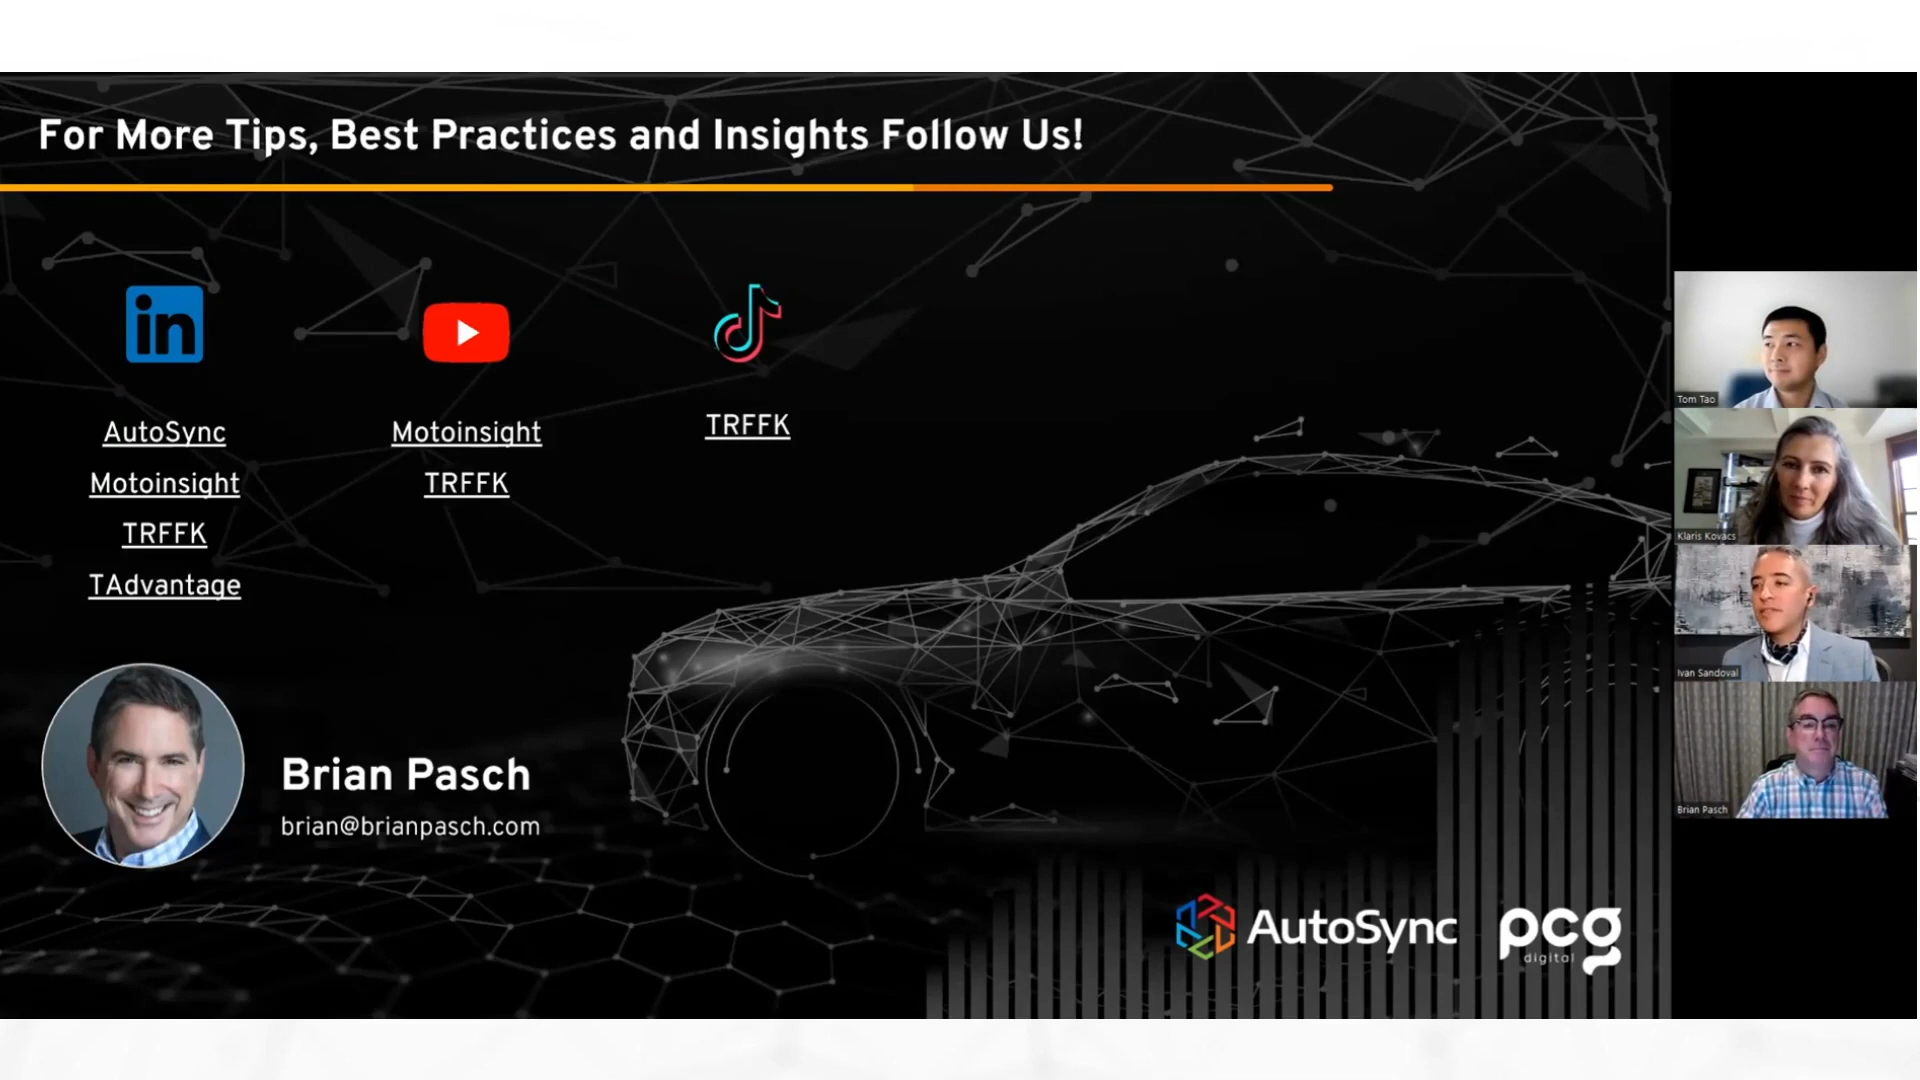 For More Tips, Best Practices and Insights Follow Us!
in
AutoSync
Motoinsight
TRFFK
TAdvantage
Motoinsight
TRFFK
TRFFK
Brian Pasch
brian@brianpasch.com
AutoSync
pcg
digital
Tom Tao
Klaris Kovacs
Ivan Sandoval
Brian Pasch